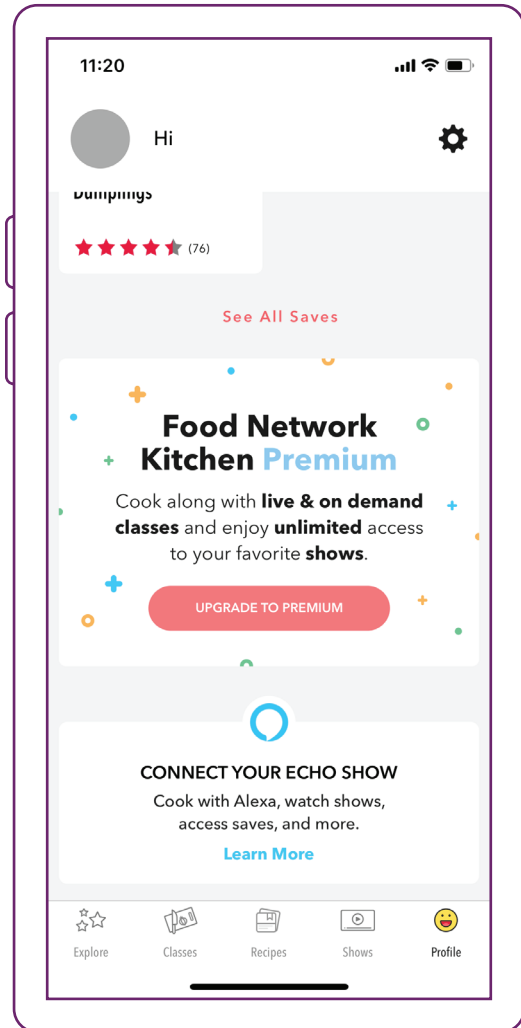 11:20
Hi
Dumplings
(76)
See All Saves
Food Network
Kitchen Premium
Cook along with live & on demand
classes and enjoy unlimited access
to your favorite shows.
UPGRADE TO PREMIUM
CONNECT YOUR ECHO SHOW
Cook with Alexa, watch shows,
access saves, and more.
Learn More
Explore Classes Recipes Shows Profile